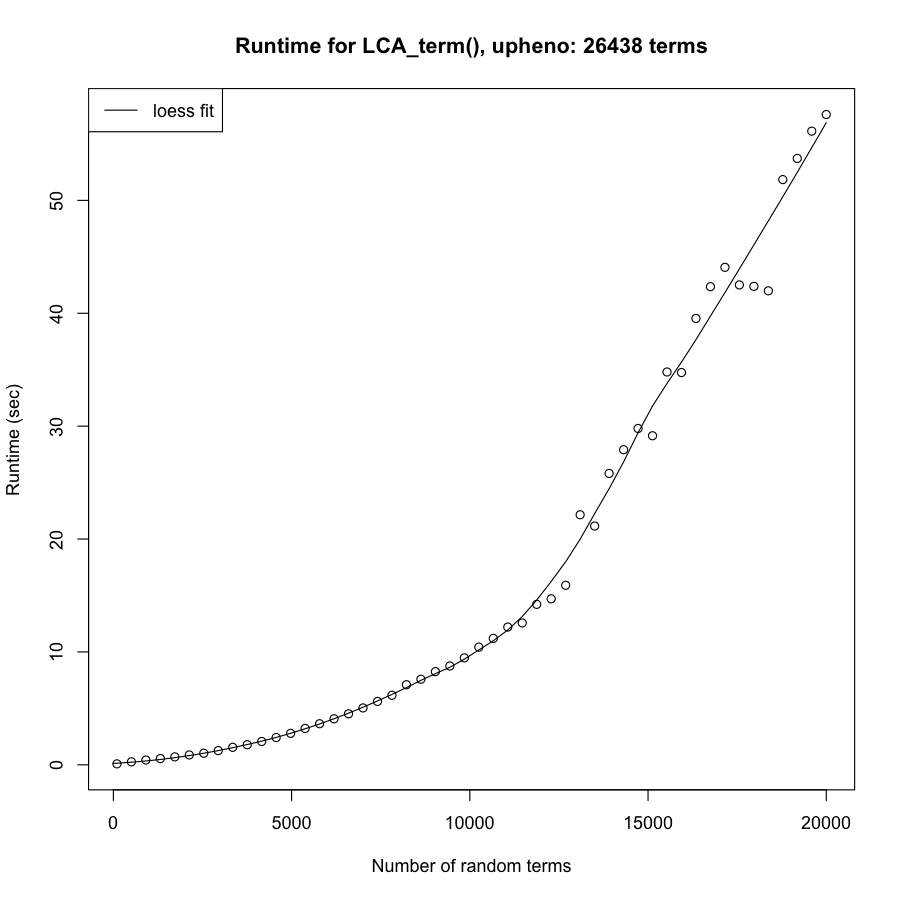 Runtime for LCA_term(), upheno: 26438 terms
loess fit
Runtime (sec)
50
40
30
20
10
0
0 5000 10000 15000 20000
Number of random terms